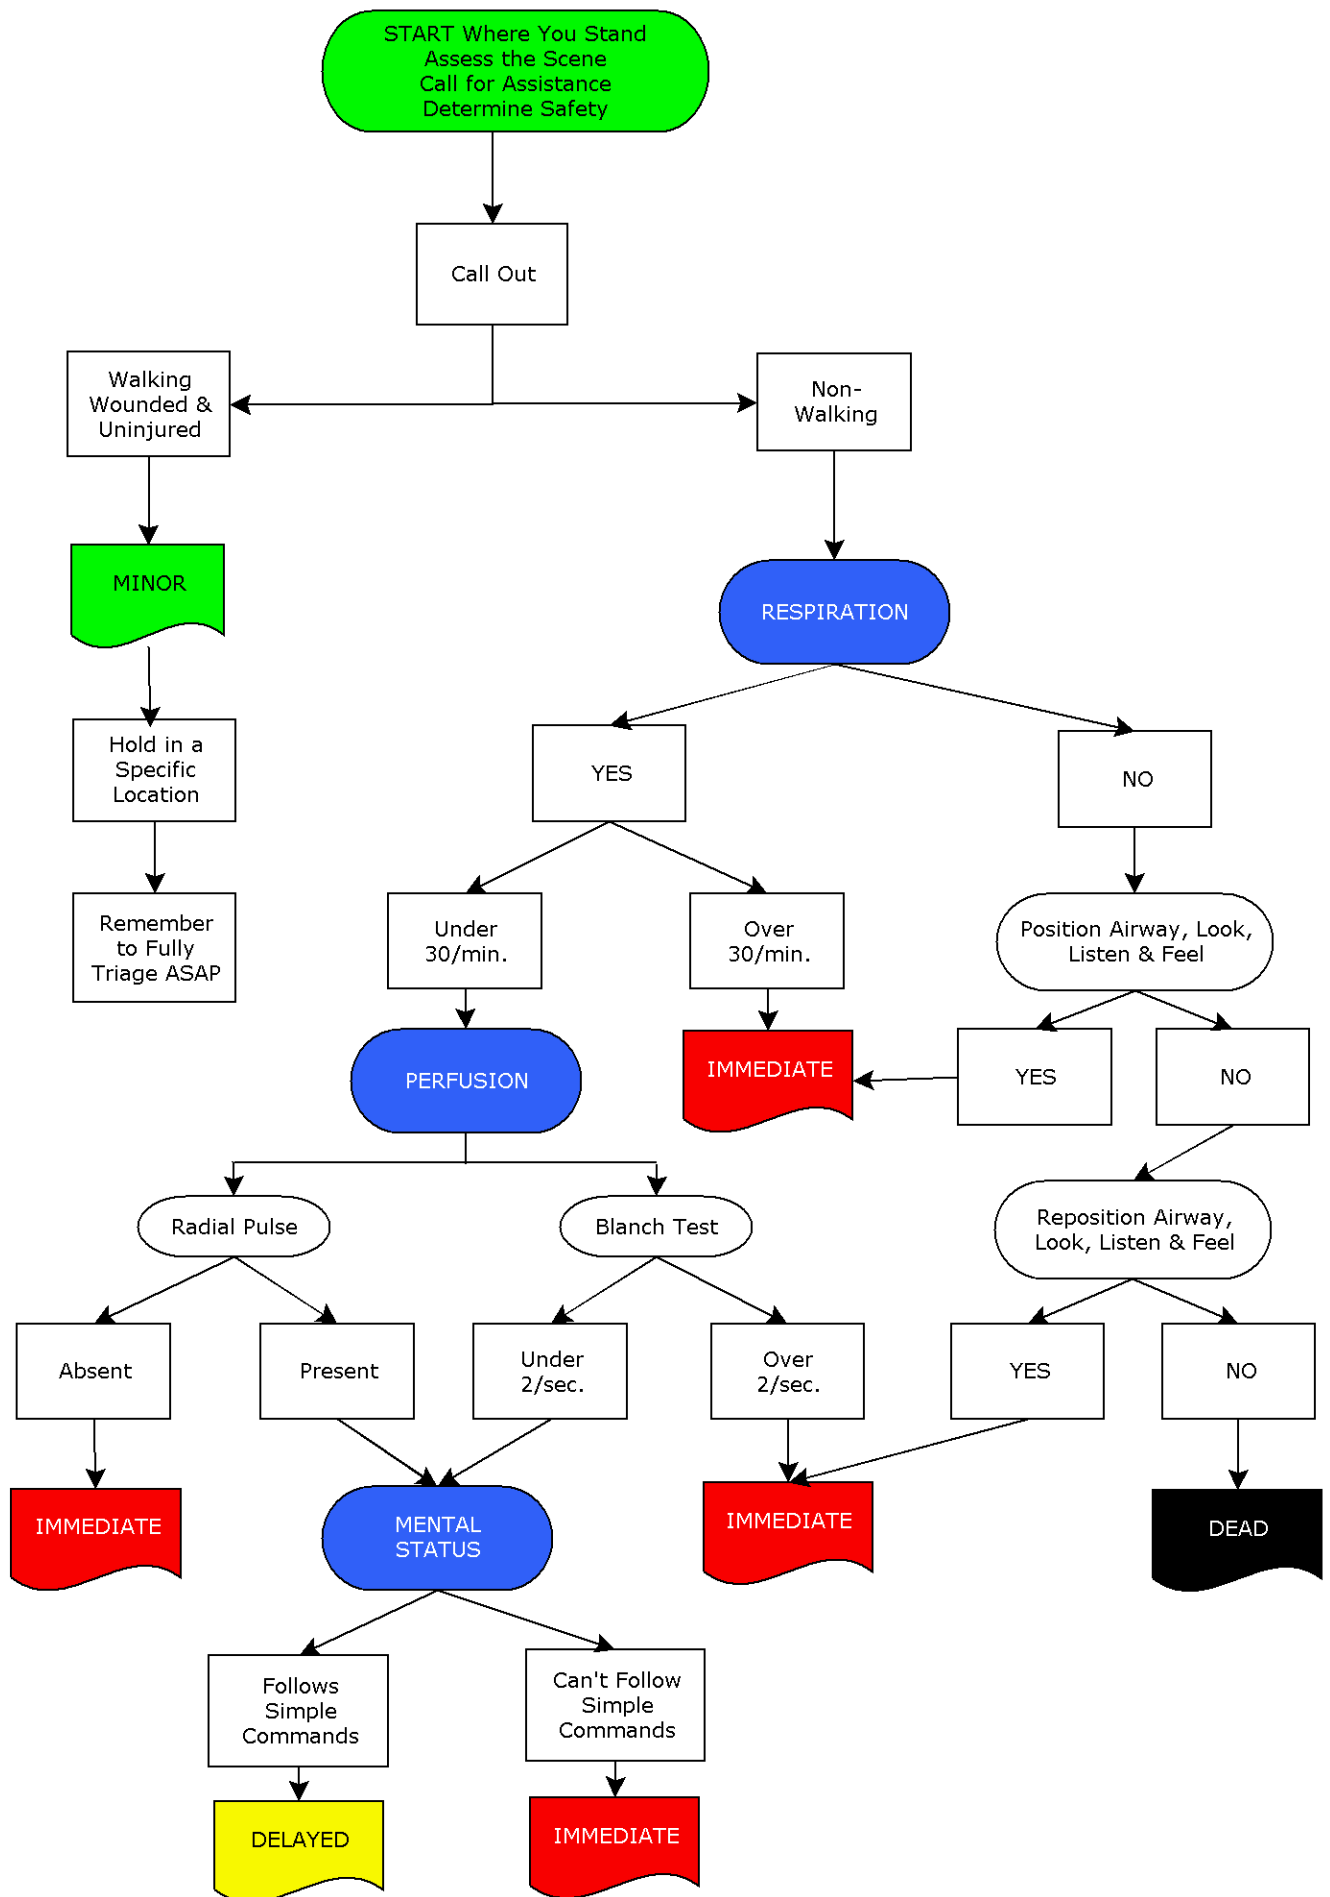 START Where You Stand
Assess the Scene
Call for Assistance
Determine Safety
Call Out
Walking
Wounded &
Uninjured
Non-
Walking
MINOR
RESPIRATION
Hold in a
Specific
Location
YES
NO
Remember
to Fully
Triage ASAP
Under
30/min.
Over
30/min.
Position Airway, Look,
Listen & Feel
PERFUSION
IMMEDIATE
YES
NO
Radial Pulse
Blanch Test
Reposition Airway,
Look, Listen & Feel
Absent
Present
Under
2/sec.
Over
2/sec.
YES
NO
IMMEDIATE
MENTAL
STATUS
IMMEDIATE
DEAD
Follows
Simple
Commands
Can't Follow
Simple
Commands
DELAYED
IMMEDIATE